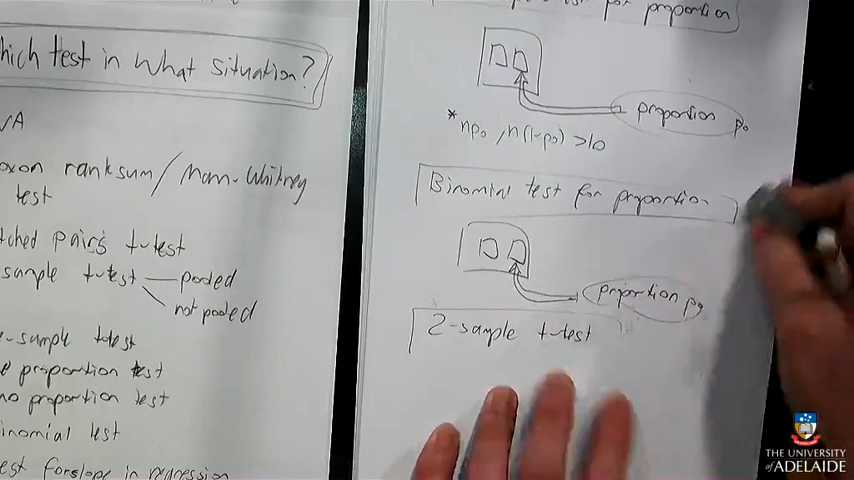 hich test in what situation?
VA
oxon ranksum/Mann-Whitney
test
tched pairs t-test
sample t-test — pooled
not pooled
e-sample t-test
e proportion test
no proportion test
inomial test
est for slope in regression
for proportion
proportion p₀
*np₀, n(1-p₀) >10
Binomial test for proportion
proportion p₀
2-sample t-test
THE UNIVERSITY
of ADELAIDE